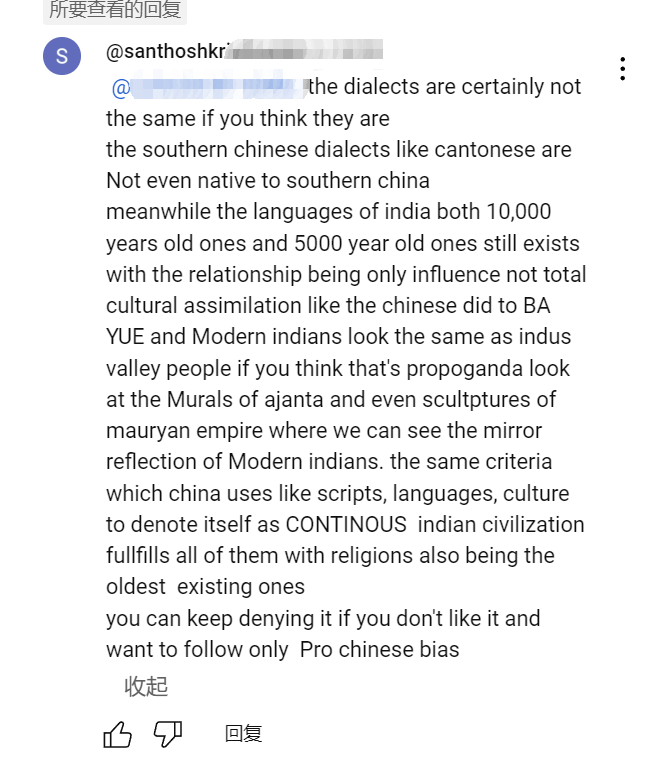 所要查看的回复
S
@santhoshkr
@ the dialects are certainly not
the same if you think they are
the southern chinese dialects like cantonese are
Not even native to southern china
meanwhile the languages of india both 10,000
years old ones and 5000 year old ones still exists
with the relationship being only influence not total
cultural assimilation like the chinese did to BA
YUE and Modern indians look the same as indus
valley people if you think that's propoganda look
at the Murals of ajanta and even scultptures of
mauryan empire where we can see the mirror
reflection of Modern indians. the same criteria
which china uses like scripts, languages, culture
to denote itself as CONTINOUS  indian civilization
fullfills all of them with religions also being the
oldest  existing ones
you can keep denying it if you don't like it and
want to follow only  Pro chinese bias
收起
回复